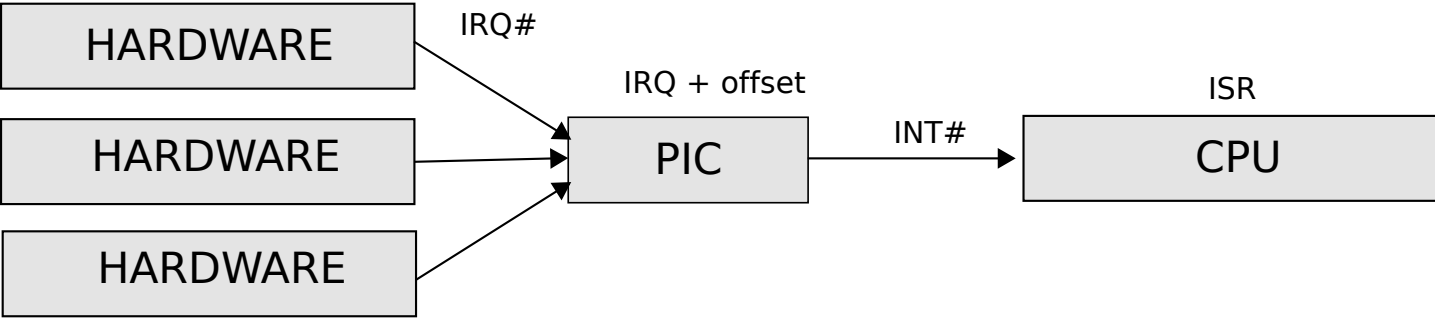 HARDWARE
IRQ#
IRQ + offset
HARDWARE
PIC
INT#
ISR
CPU
HARDWARE